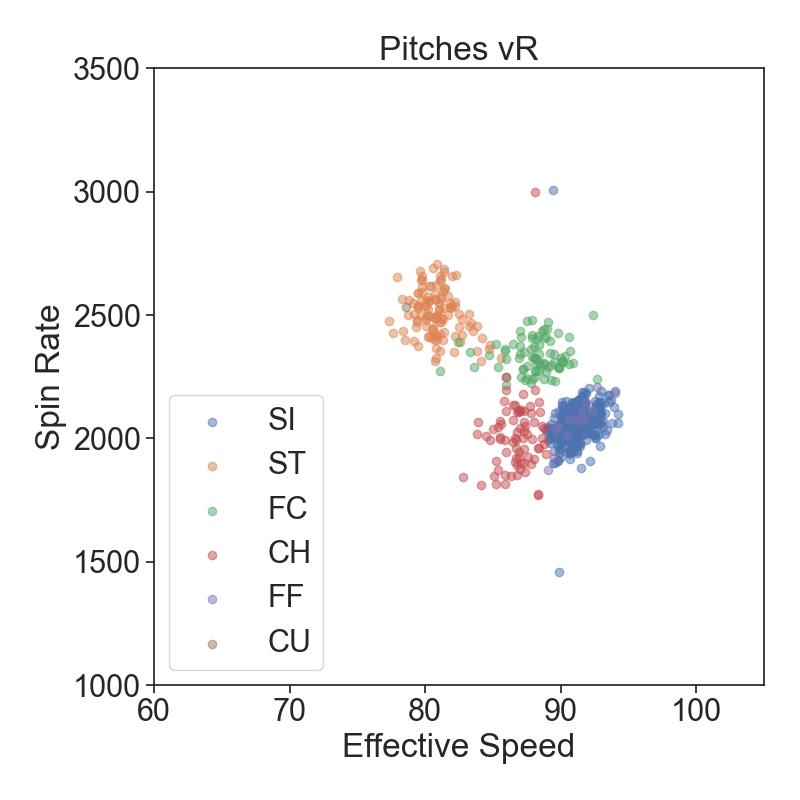 Pitches vR
3500
3000
2500
2000
1500
1000
Spin Rate
SI
ST
FC
CH
FF
CU
60 70 80 90 100
Effective Speed